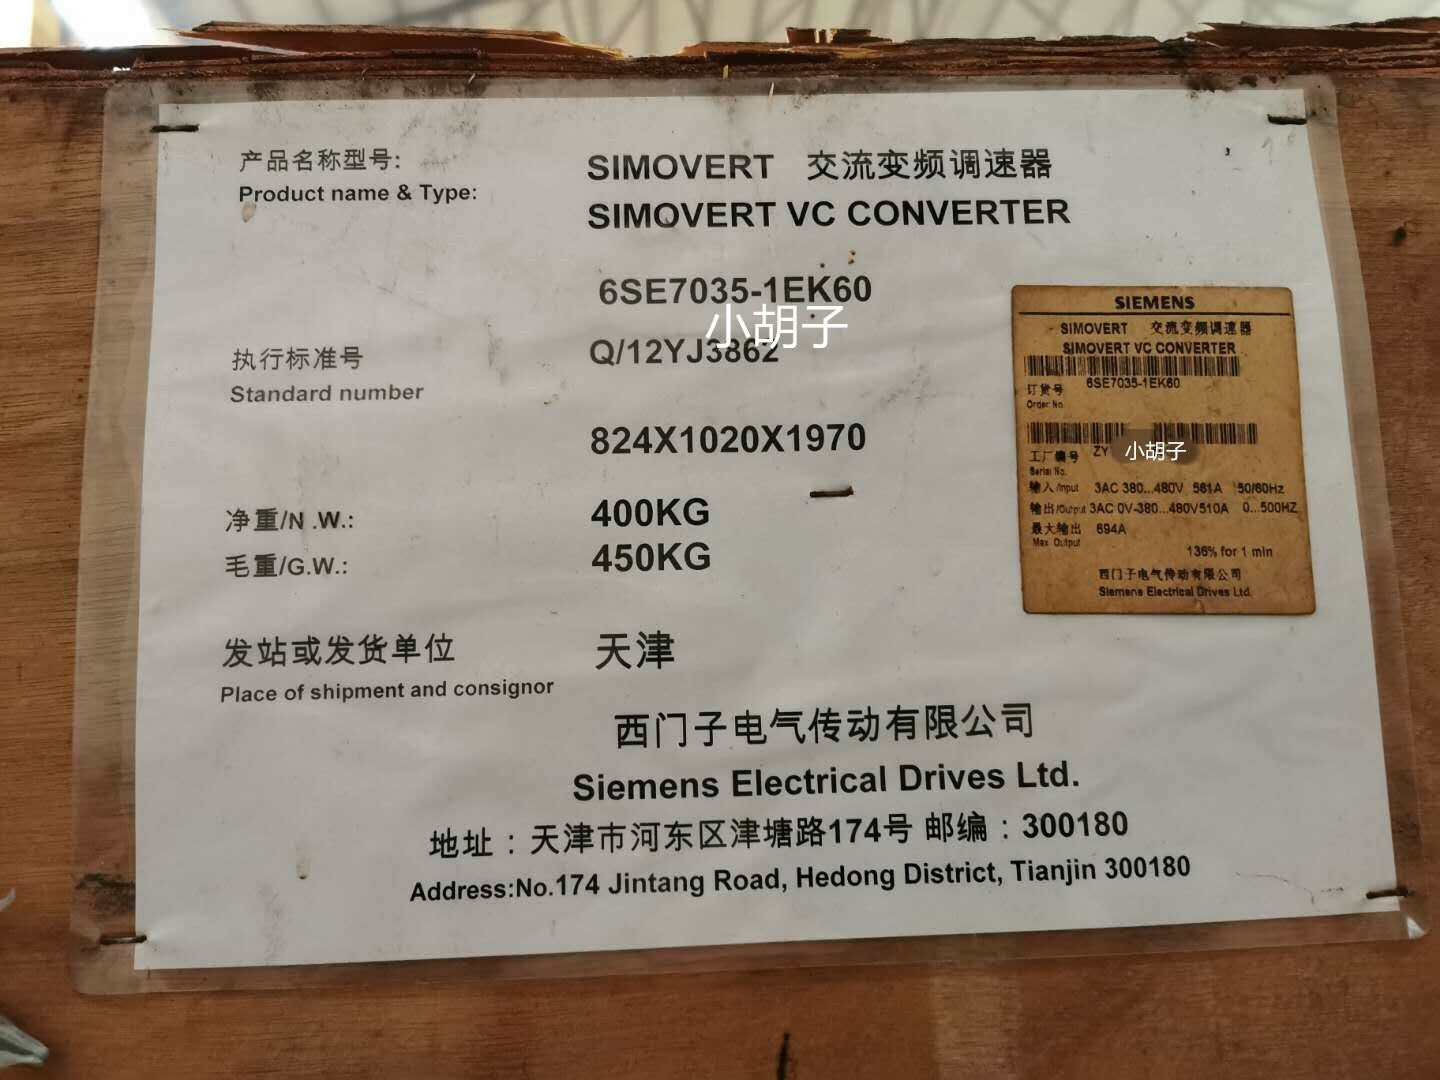 产品名称型号:
Product name & Type:
SIMOVERT 交流变频调速器
SIMOVERT VC CONVERTER
6SE7035-1EK60
小胡子
执行标准号
Standard number
Q/12YJ3862
824X1020X1970
净重/N .W.:
400KG
毛重/G.W.:
450KG
发站或发货单位
Place of shipment and consignor
天津
西门子电气传动有限公司
Siemens Electrical Drives Ltd.
地址：天津市河东区津塘路174号 邮编：300180
Address:No.174 Jintang Road, Hedong District, Tianjin 300180
SIEMENS
SIMOVERT 交流变频调速器
SIMOVERT VC CONVERTER
6SE7035-1EK60
订货号
Order No.
工厂编号 ZY
小胡子
Serial No.
输入/Input 3AC 380...480V 561A 50/60Hz
输出/Output 3AC 0V-380...480V510A 0...500HZ
最大输出 694A
Max Output
136% for 1 min
西门子电气传动有限公司
Siemens Electrical Drives Ltd.